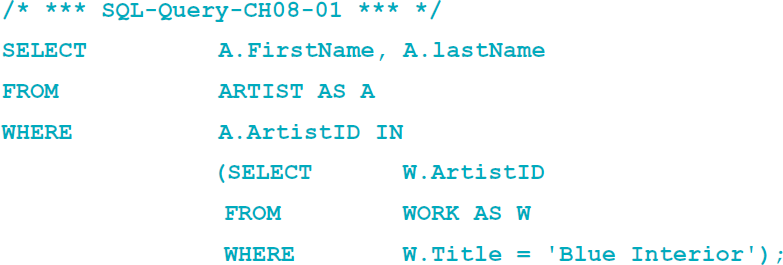 /* *** SQL-Query-CH08-01 *** */
SELECT A.FirstName, A.lastName
FROM ARTIST AS A
WHERE A.ArtistID IN
(SELECT W.ArtistID
FROM WORK AS W
WHERE W.Title = 'Blue Interior');